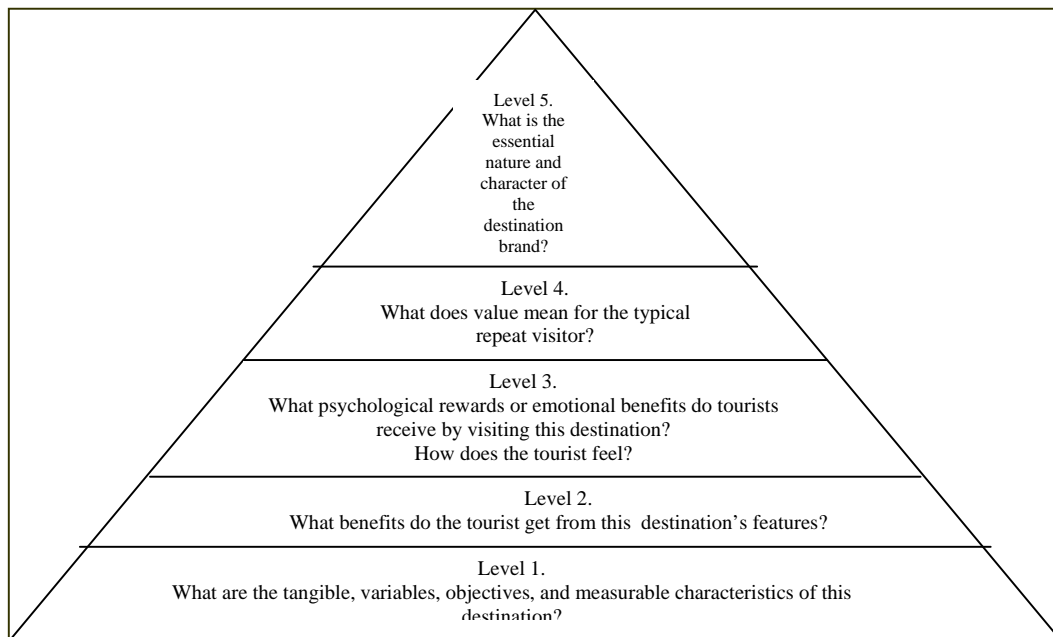 Level 5.
What is the
essential
nature and
character of
the
destination
brand?
Level 4.
What does value mean for the typical
repeat visitor?
Level 3.
What psychological rewards or emotional benefits do tourists
receive by visiting this destination?
How does the tourist feel?
Level 2.
What benefits do the tourist get from this destination’s features?
Level 1.
What are the tangible, variables, objectives, and measurable characteristics of this
destination?